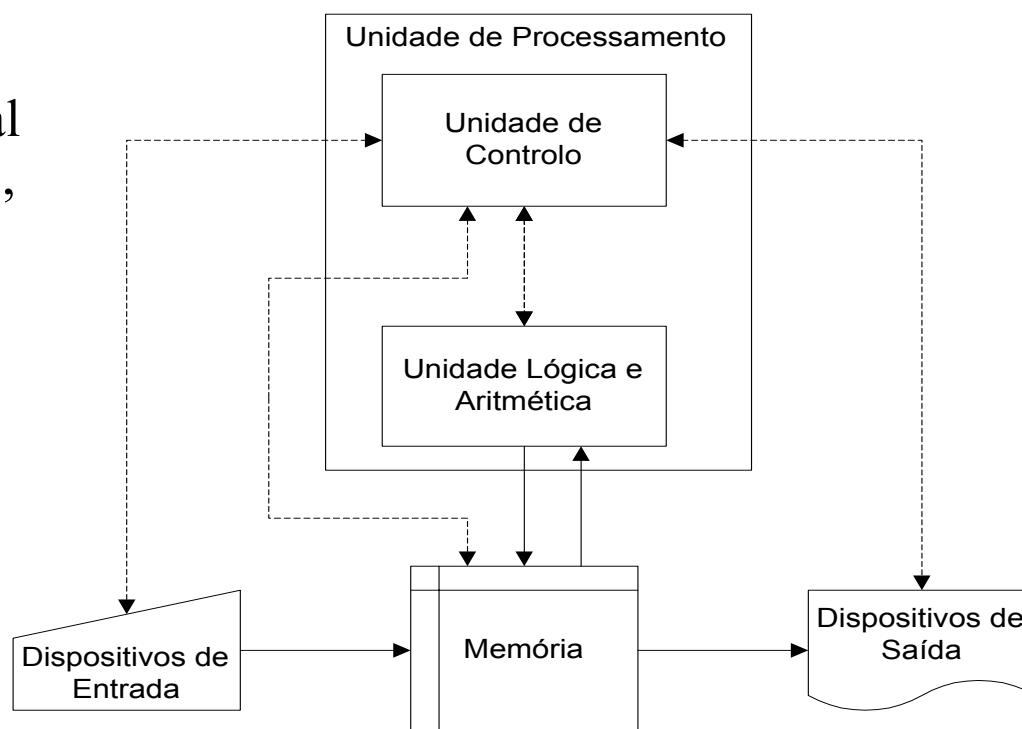 Unidade de Processamento
Unidade de
Controlo
Unidade Lógica e
Aritmética
Memória
Dispositivos de
Entrada
Dispositivos de
Saída